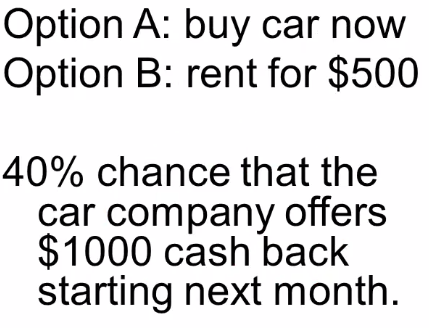 Option A: buy car now
Option B: rent for $500
40% chance that the
car company offers
$1000 cash back
starting next month.